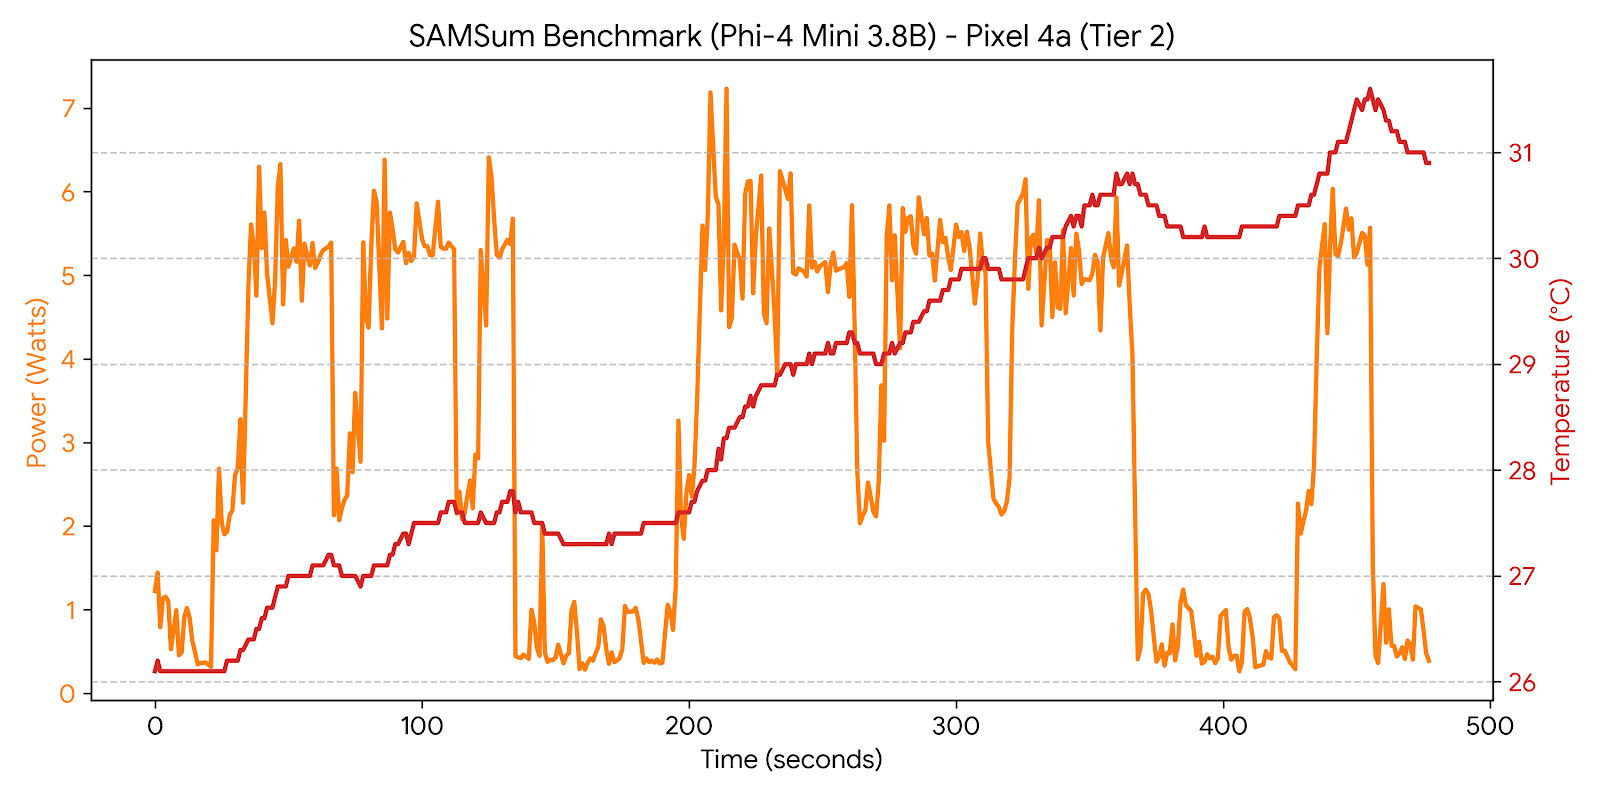 SAMSum Benchmark (Phi-4 Mini 3.8B) - Pixel 4a (Tier 2)
Power (Watts)
7
6
5
4
3
2
1
0
Temperature (°C)
31
30
29
28
27
26
0 100 200 300 400 500
Time (seconds)